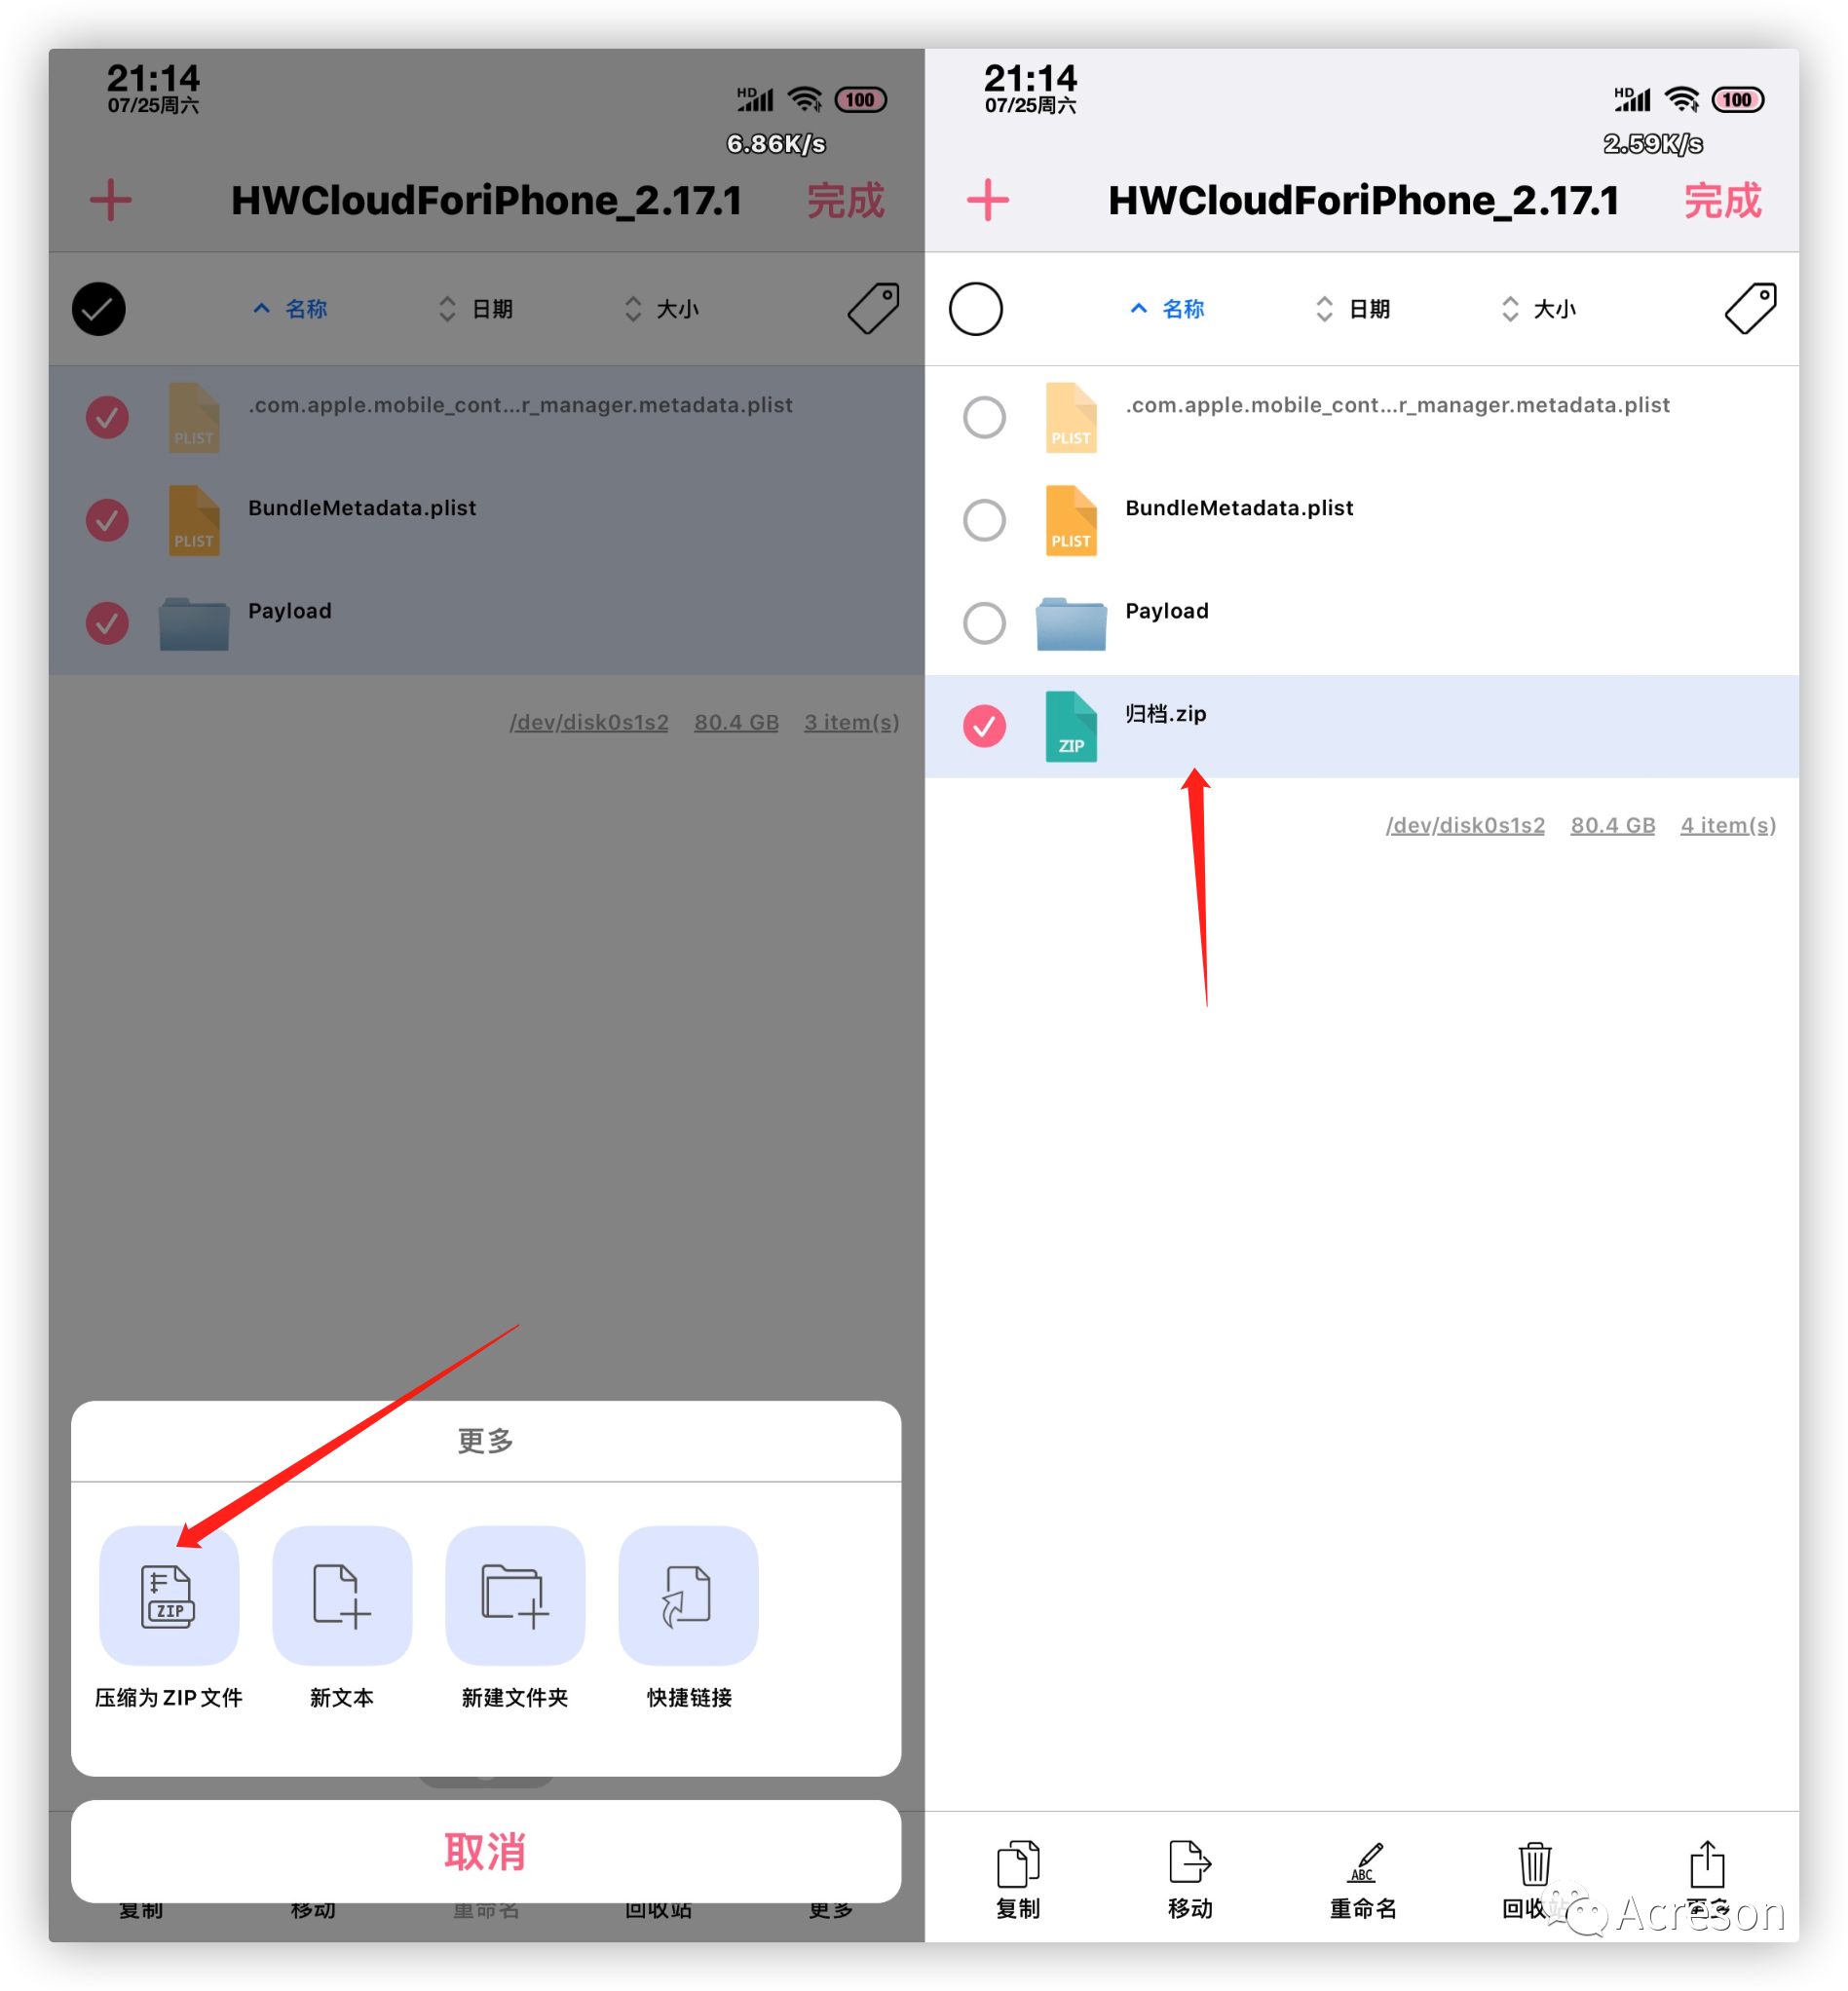 21:14
07/25周六
HD
100
6.86K/s
HWCloudForiPhone_2.17.1
完成
名称
日期
大小
PLIST
.com.apple.mobile_cont...r_manager.metadata.plist
PLIST
BundleMetadata.plist
Payload
/dev/disk0s1s2 80.4 GB 3 item(s)
更多
ZIP
压缩为 ZIP 文件
新文本
新建文件夹
快捷链接
取消
复制
移动
重命名
回收站
更多
21:14
07/25周六
HD
100
2.59K/s
HWCloudForiPhone_2.17.1
完成
名称
日期
大小
PLIST
.com.apple.mobile_cont...r_manager.metadata.plist
PLIST
BundleMetadata.plist
Payload
ZIP
归档.zip
/dev/disk0s1s2 80.4 GB 4 item(s)
复制
移动
ABC
重命名
回收站
更多
Acreson